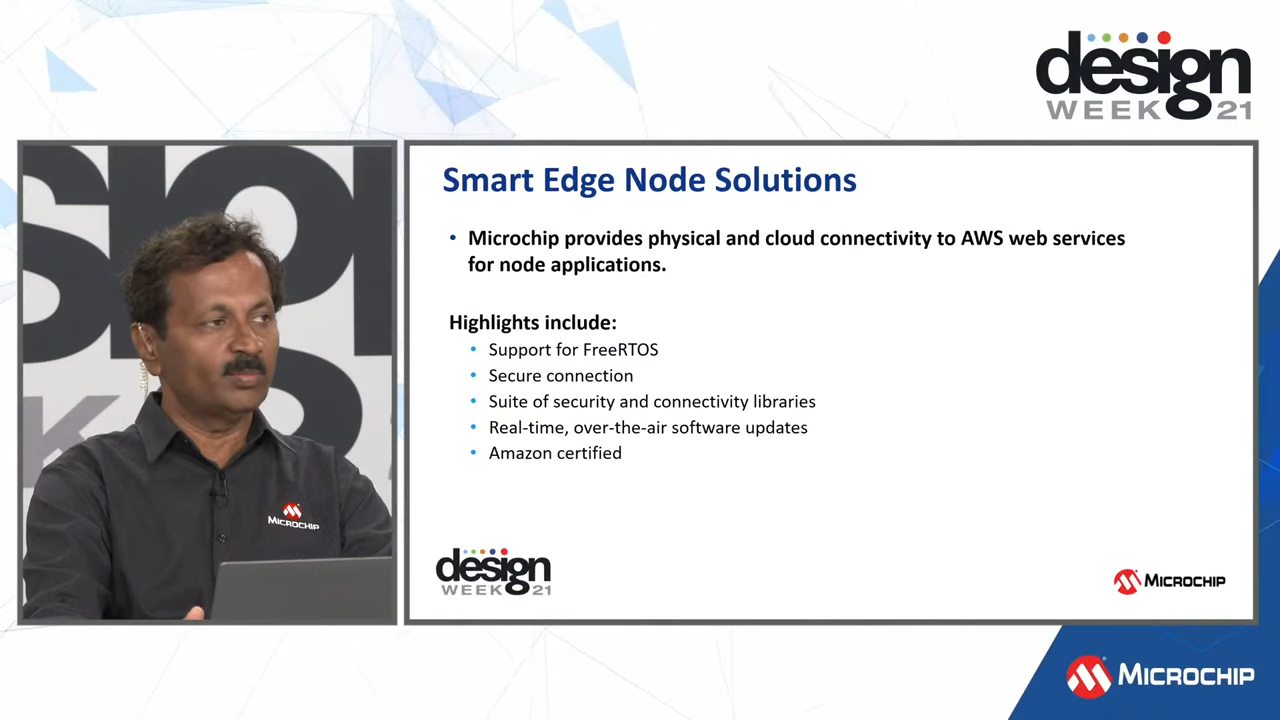 design
WEEK 21
Smart Edge Node Solutions
• Microchip provides physical and cloud connectivity to AWS web services
for node applications.
Highlights include:
• Support for FreeRTOS
• Secure connection
• Suite of security and connectivity libraries
• Real-time, over-the-air software updates
• Amazon certified
MICROCHIP
design
WEEK 21
MICROCHIP
MICROCHIP